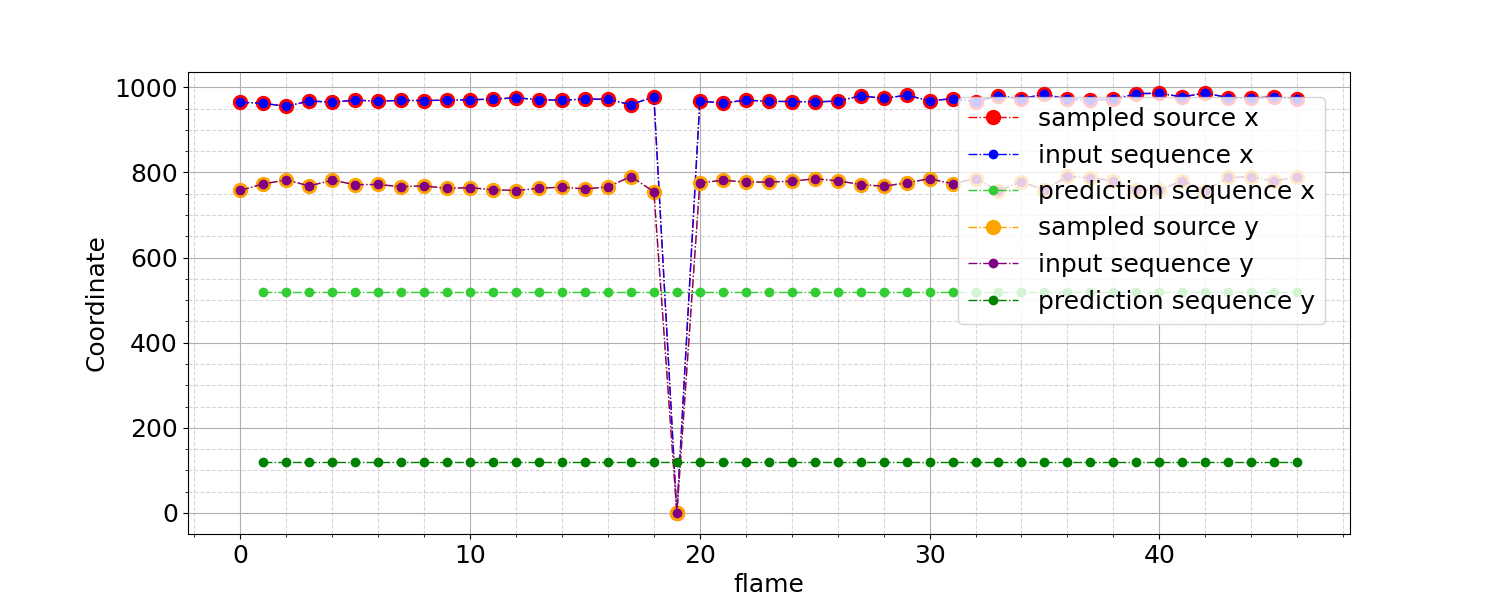 1000
800
600
400
200
0
Coordinate
sampled source x
input sequence x
prediction sequence x
sampled source y
input sequence y
prediction sequence y
0 10 20 30 40
flame